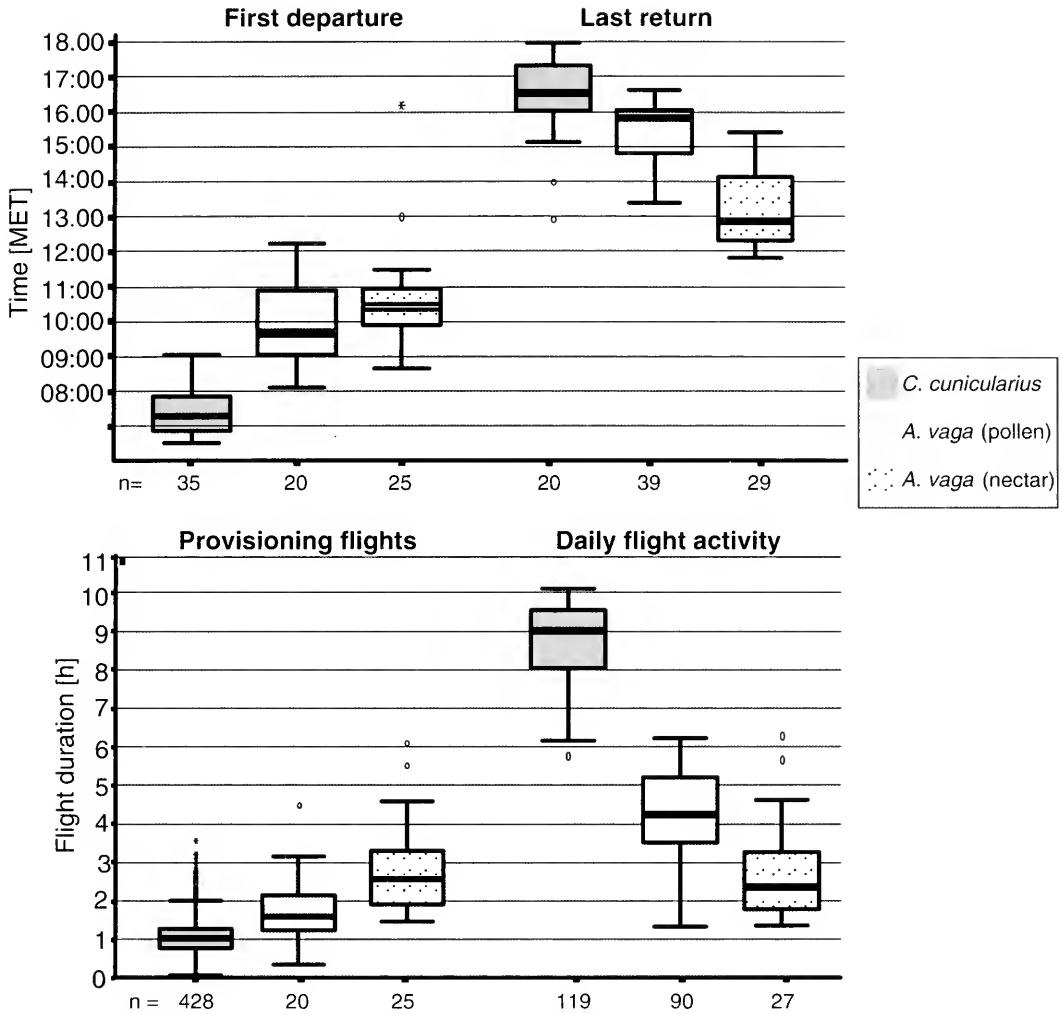 First departure Last return
18.00
17:00
16.00
15:00
14:00
13.00
12:00
11:00
10:00
09:00
08:00
Time [MET]
n= 35 20 25 20 39 29
C. cunicularius
A. vaga (pollen)
A. vaga (nectar)
Provisioning flights Daily flight activity
11
10
9
8
7
6
5
4
3
2
1
0
Flight duration [h]
n = 428 20 25 119 90 27